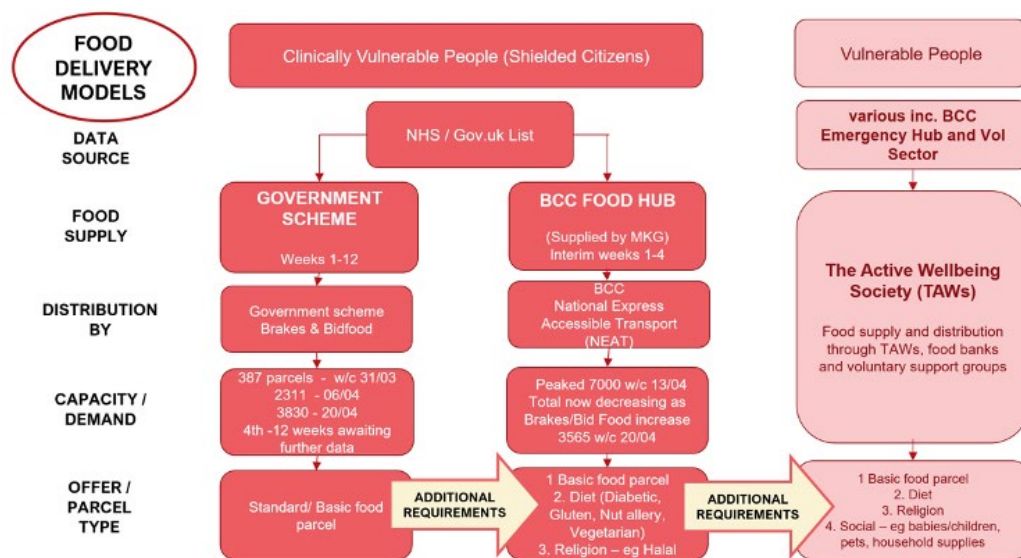 FOOD
DELIVERY
MODELS
Clinically Vulnerable People (Shielded Citizens)
Vulnerable People
DATA
SOURCE
NHS / Gov.uk List
various inc. BCC
Emergency Hub and Vol
Sector
FOOD
SUPPLY
GOVERNMENT
SCHEME
Weeks 1-12
BCC FOOD HUB
(Supplied by MKG)
Interim weeks 1-4
The Active Wellbeing
Society (TAWs)
Food supply and distribution
through TAWs, food banks
and voluntary support groups
DISTRIBUTION
BY
Government scheme
Brakes & Bidfood
BCC
National Express
Accessible Transport
(NEAT)
CAPACITY /
DEMAND
387 parcels - w/c 31/03
2311 - 06/04
3830 - 20/04
4th -12 weeks awaiting
further data
Peaked 7000 w/c 13/04
Total now decreasing as
Brakes/Bid Food increase
3565 w/c 20/04
OFFER /
PARCEL
TYPE
Standard/ Basic food
parcel
ADDITIONAL
REQUIREMENTS
1 Basic food parcel
2. Diet (Diabetic,
Gluten, Nut allery,
Vegetarian)
3. Religion – eg Halal
ADDITIONAL
REQUIREMENTS
1 Basic food parcel
2. Diet
3. Religion
4. Social – eg babies/children,
pets, household supplies